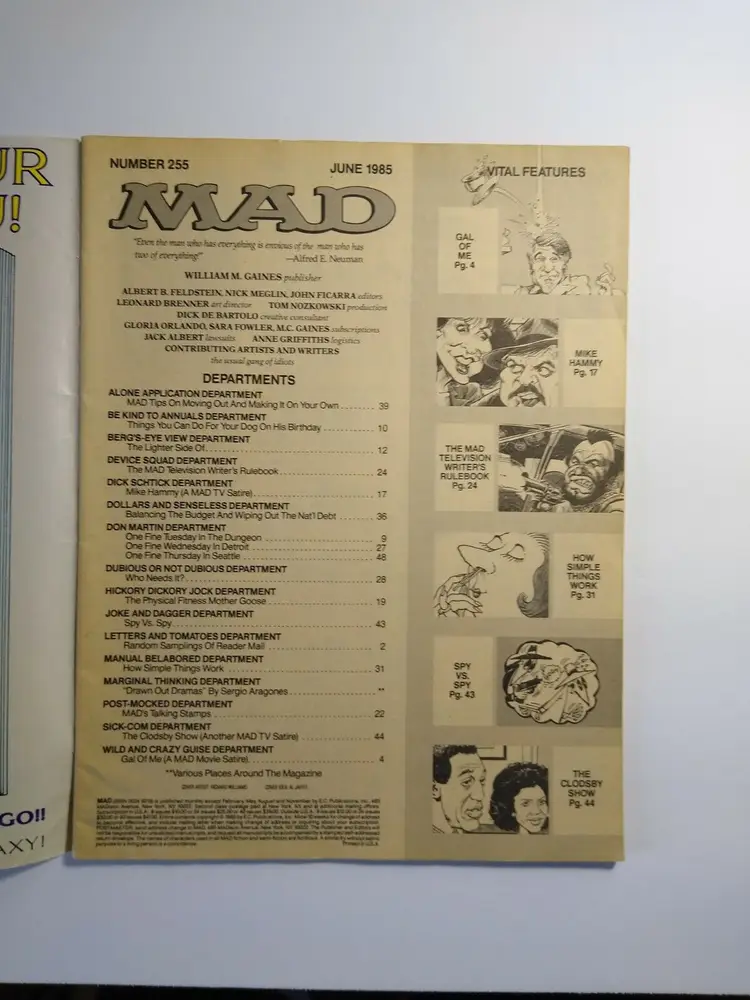 UR
U!
GO!!
AXY!
NUMBER 255
JUNE 1985
MAD
"Even the man who has everything is envious of the man who has
two of everything!"
—Alfred E. Neuman
WILLIAM M. GAINES publisher
ALBERT B. FELDSTEIN, NICK MEGLIN, JOHN FICARRA editors
LEONARD BRENNER art director TOM NOZKOWSKI production
DICK DE BARTOLO creative consultant
GLORIA ORLANDO, SARA FOWLER, M.C. GAINES subscriptions
JACK ALBERT lawsuits ANNE GRIFFITHS logistics
CONTRIBUTING ARTISTS AND WRITERS
the usual gang of idiots
DEPARTMENTS
ALONE APPLICATION DEPARTMENT
MAD Tips On Moving Out And Making It On Your Own ........ 39
BE KIND TO ANNUALS DEPARTMENT
Things You Can Do For Your Dog On His Birthday ........ 10
BERG'S-EYE VIEW DEPARTMENT
The Lighter Side Of ........ 12
DEVICE SQUAD DEPARTMENT
The MAD Television Writer's Rulebook ........ 24
DICK SCHTICK DEPARTMENT
Mike Hammy (A MAD TV Satire) ........ 17
DOLLARS AND SENSELESS DEPARTMENT
Balancing The Budget And Wiping Out The Nat'l Debt ........ 36
DON MARTIN DEPARTMENT
One Fine Tuesday In The Dungeon ........ 9
One Fine Wednesday In Detroit ........ 27
One Fine Thursday In Seattle ........ 48
DUBIOUS OR NOT DUBIOUS DEPARTMENT
Who Needs It? ........ 28
HICKORY DICKORY JOCK DEPARTMENT
The Physical Fitness Mother Goose ........ 19
JOKE AND DAGGER DEPARTMENT
Spy Vs. Spy ........ 43
LETTERS AND TOMATOES DEPARTMENT
Random Samplings Of Reader Mail ........ 2
MANUAL BELABORED DEPARTMENT
How Simple Things Work ........ 31
MARGINAL THINKING DEPARTMENT
"Drawn Out Dramas" By Sergio Aragones ........ **
POST-MOCKED DEPARTMENT
MAD's Talking Stamps ........ 22
SICK-COM DEPARTMENT
The Clodsby Show (Another MAD TV Satire) ........ 44
WILD AND CRAZY GUISE DEPARTMENT
Gal Of Me (A MAD Movie Satire) ........ 4
**Various Places Around The Magazine
VITAL FEATURES
GAL
OF
ME
Pg. 4
MIKE
HAMMY
Pg. 17
THE MAD
TELEVISION
WRITER'S
RULEBOOK
Pg. 24
HOW
SIMPLE
THINGS
WORK
Pg. 31
SPY
VS.
SPY
Pg. 43
THE
CLODSBY
SHOW
Pg. 44